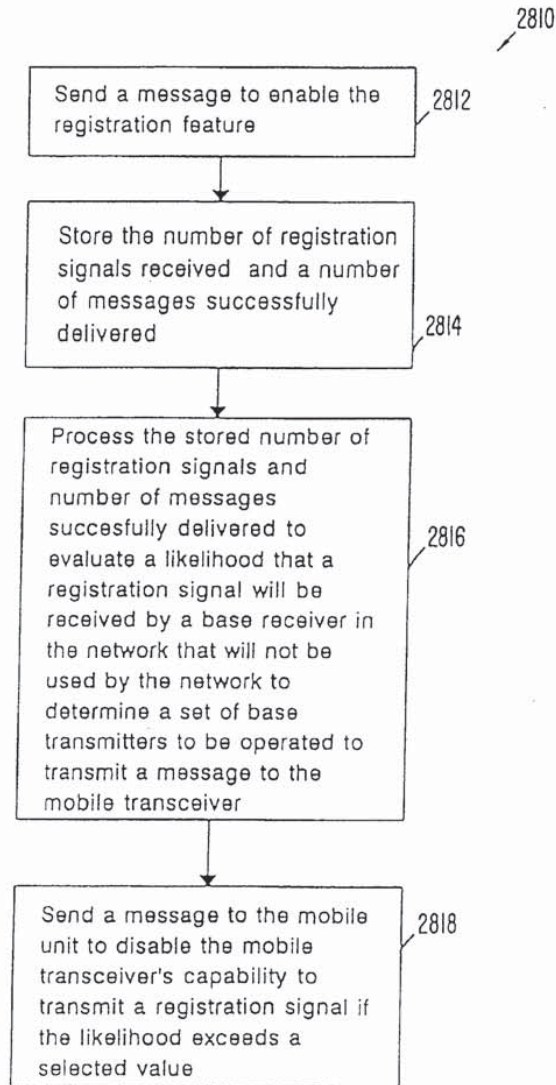 2810
Send a message to enable the
registration feature
2812
Store the number of registration
signals received and a number
of messages successfully
delivered
2814
Process the stored number of
registration signals and
number of messages
succesfully delivered to
evaluate a likelihood that a
registration signal will be
received by a base receiver in
the network that will not be
used by the network to
determine a set of base
transmitters to be operated to
transmit a message to the
mobile transceiver
2816
Send a message to the mobile
unit to disable the mobile
transceiver's capability to
transmit a registration signal if
the likelihood exceeds a
selected value
2818